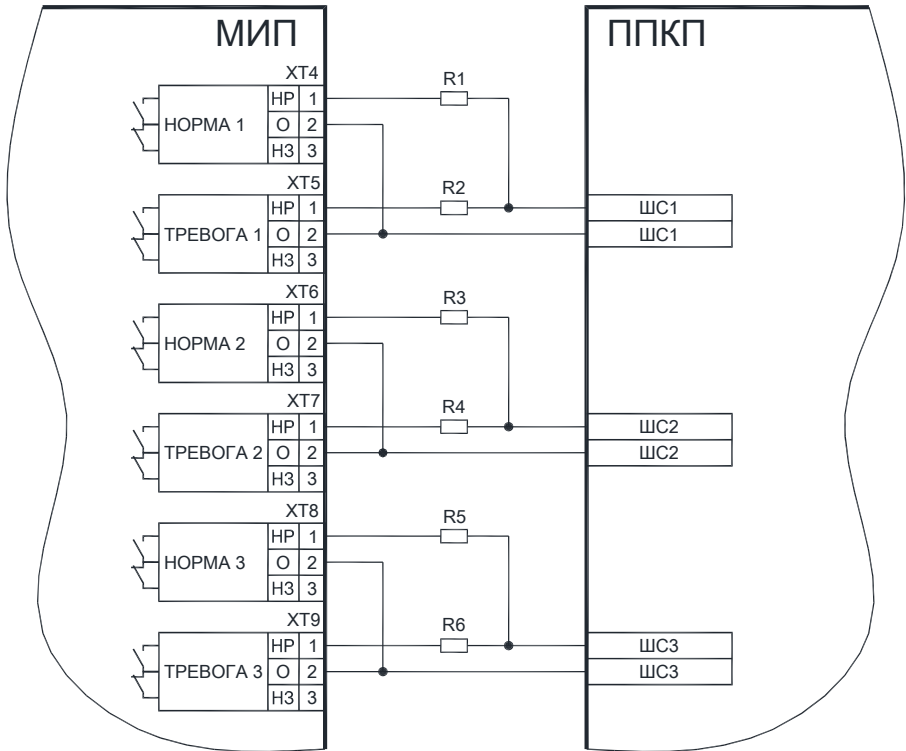 МИП
ППКП
XT4
R1
НР 1
НОРМА 1 О 2
НЗ 3
XT5
R2
НР 1 ШС1
ТРЕВОГА 1 О 2 ШС1
НЗ 3
XT6
R3
НР 1
НОРМА 2 О 2
НЗ 3
XT7
R4
НР 1 ШС2
ТРЕВОГА 2 О 2 ШС2
НЗ 3
XT8
R5
НР 1
НОРМА 3 О 2
НЗ 3
XT9
R6
НР 1 ШС3
ТРЕВОГА 3 О 2 ШС3
НЗ 3